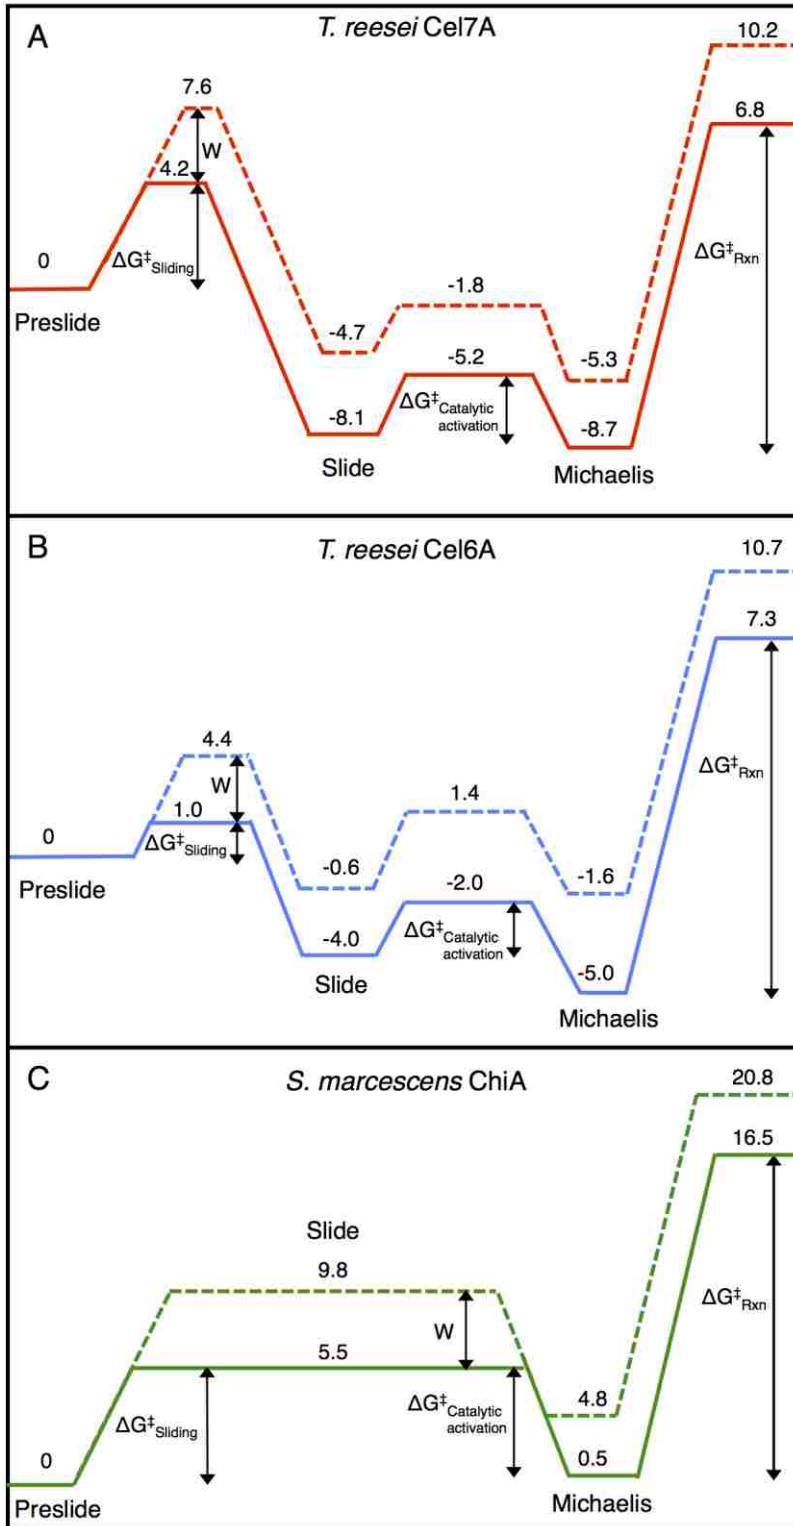 A
T. reesei Cel7A
10.2
7.6
6.8
W
4.2
0
ΔG‡Sliding
ΔG‡Rxn
Preslide
-1.8
-4.7
-5.3
-5.2
ΔG‡Catalytic
activation
-8.1
-8.7
Slide
Michaelis
B
T. reesei Cel6A
10.7
7.3
4.4
W
1.0
0
ΔG‡Sliding
ΔG‡Rxn
Preslide
1.4
-0.6
-1.6
-2.0
ΔG‡Catalytic
activation
-4.0
-5.0
Slide
Michaelis
C
S. marcescens ChiA
20.8
16.5
Slide
9.8
W
5.5
ΔG‡Rxn
ΔG‡Sliding
ΔG‡Catalytic
activation
4.8
0
0.5
Preslide
Michaelis